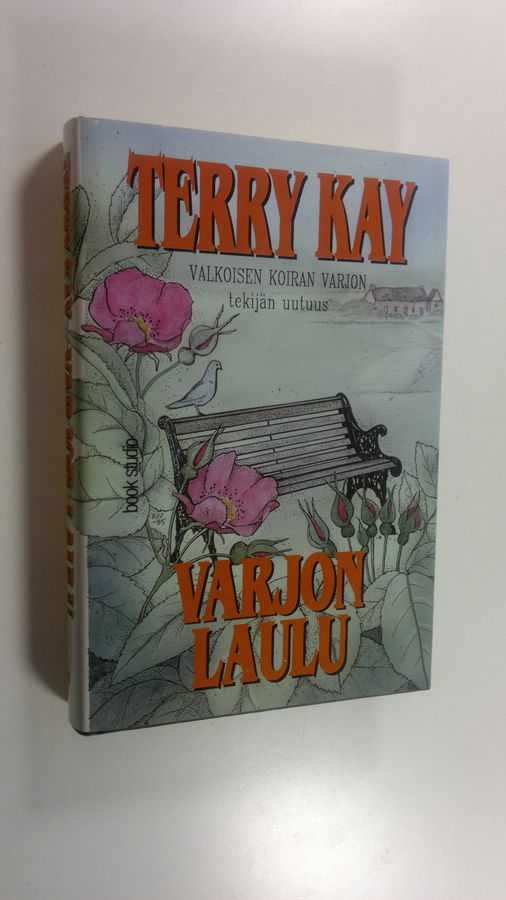 TERRY KAY
VALKOISEN KOIRAN VARJON
tekijän uutuus
book studio
VARJON
LAULU